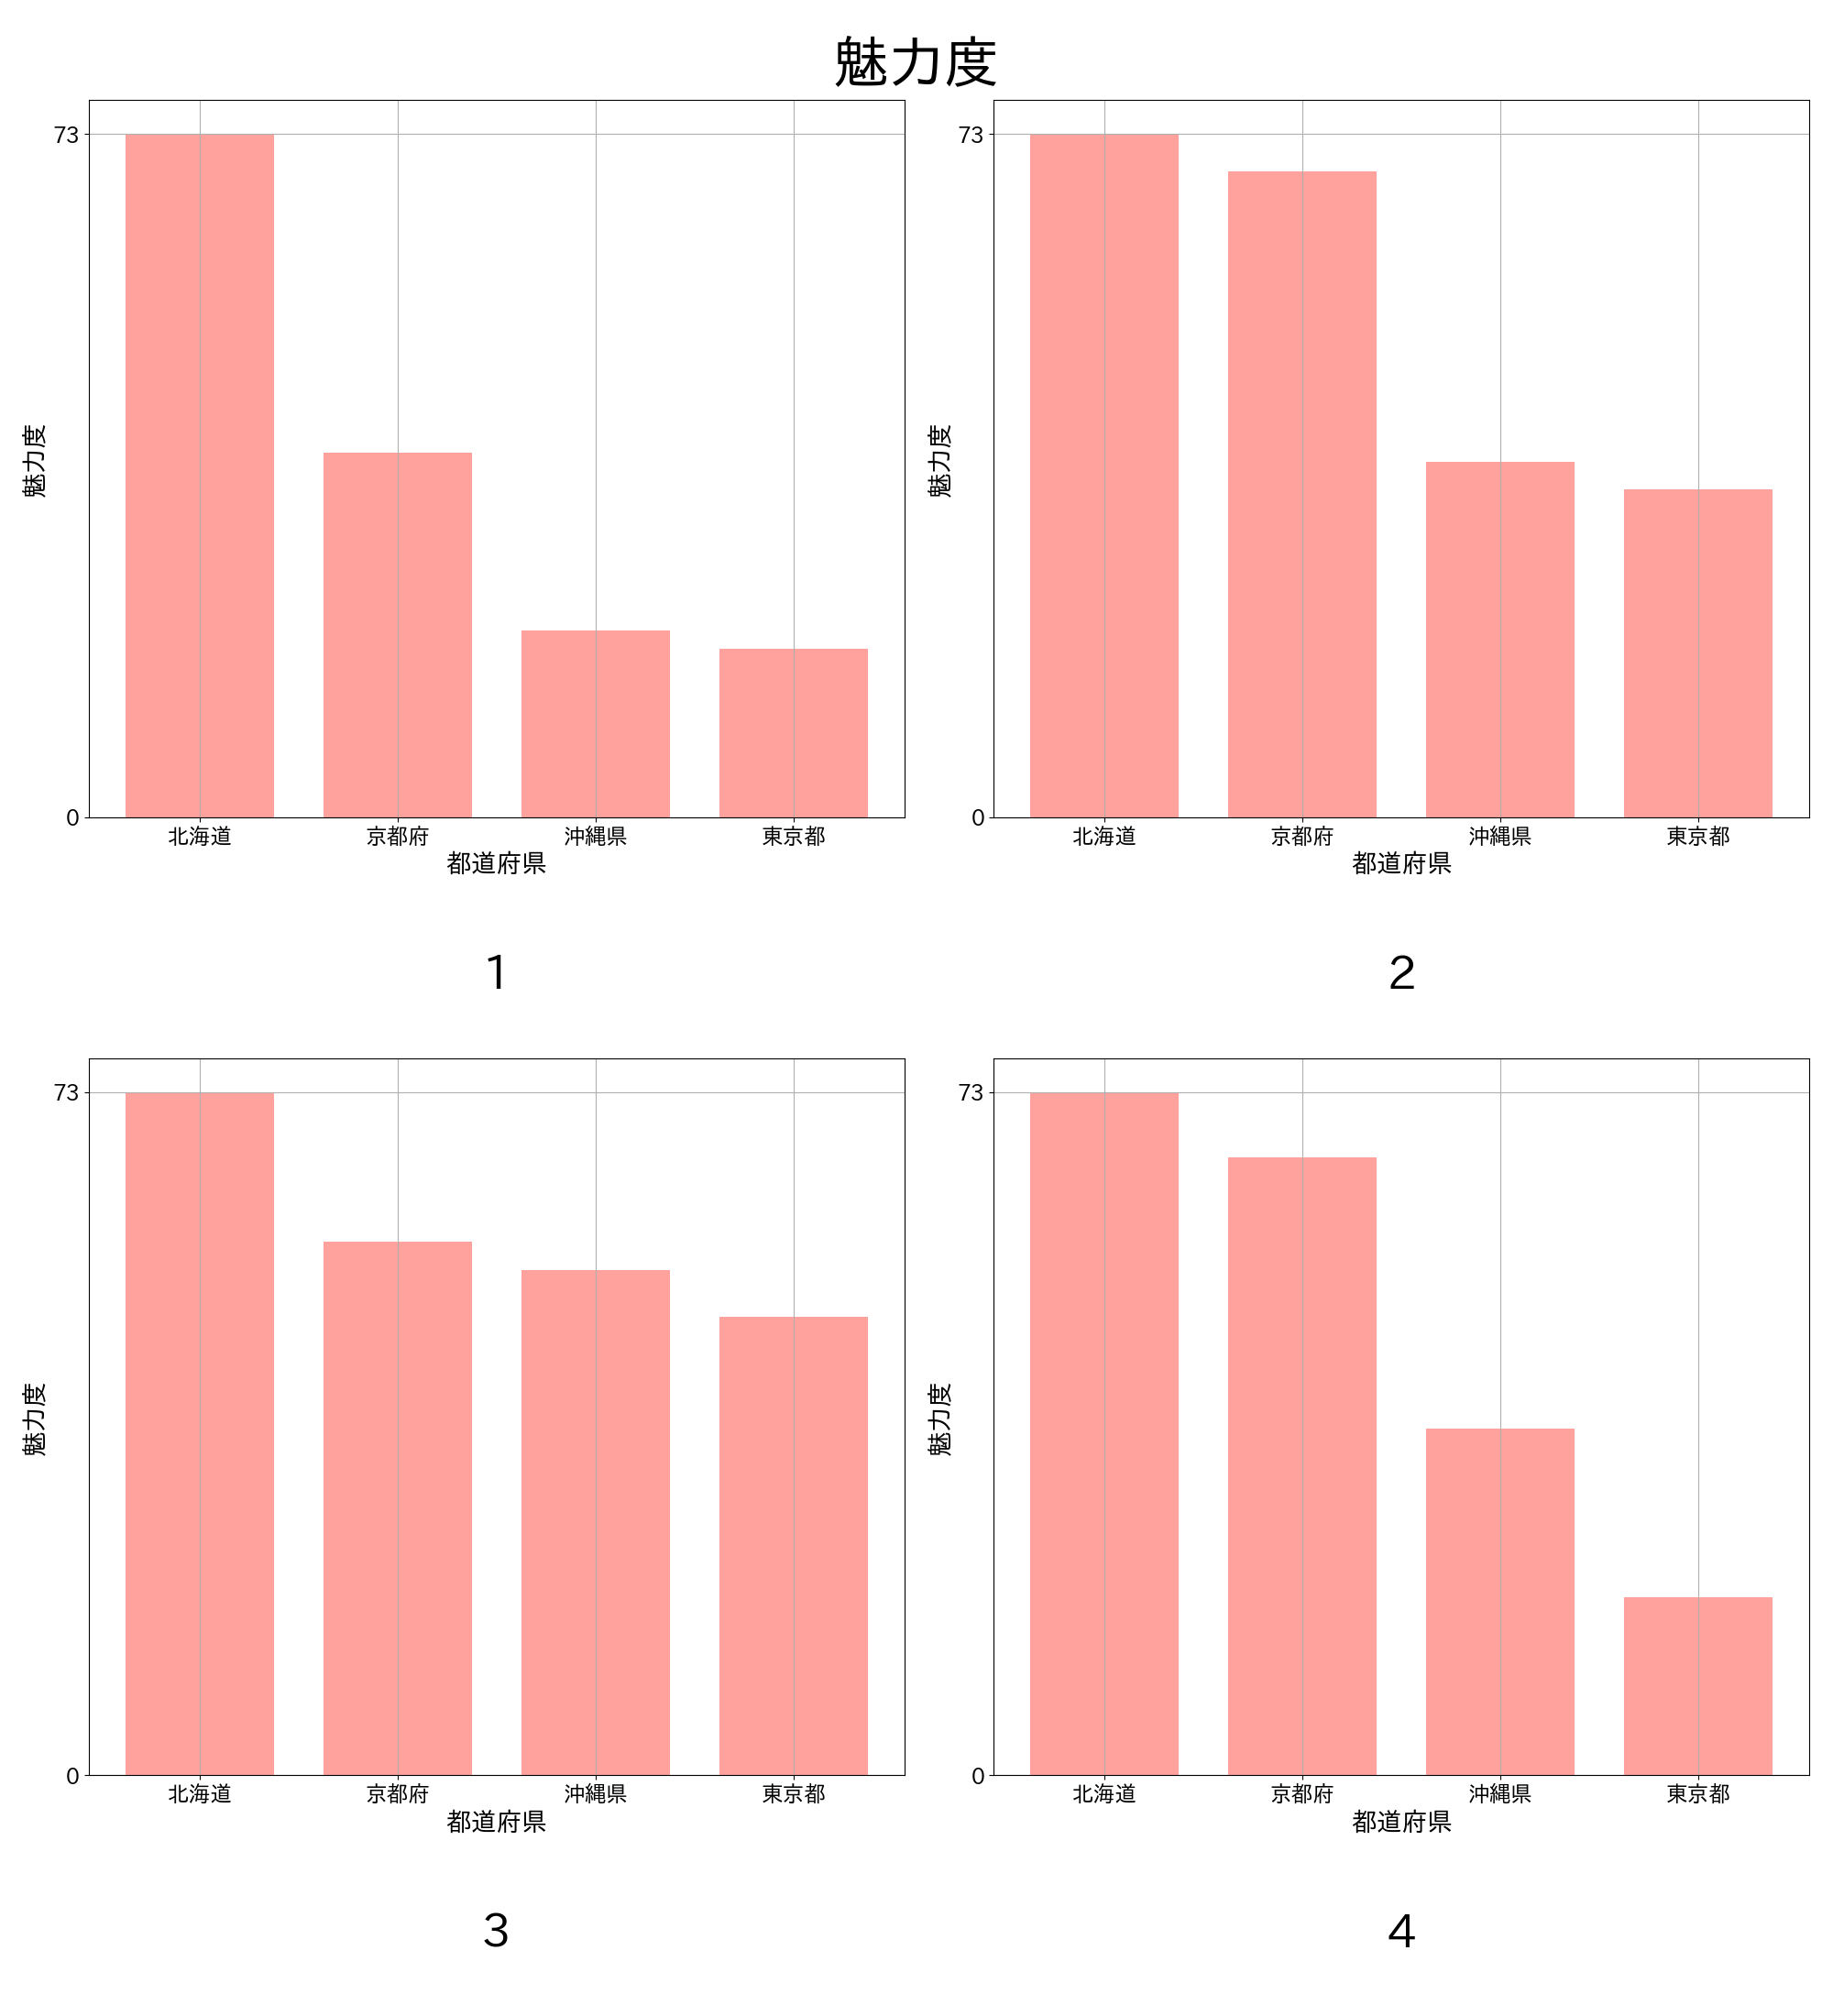 魅力度
73
0
魅力度
北海道 京都府 沖縄県 東京都
都道府県
1
73
0
魅力度
北海道 京都府 沖縄県 東京都
都道府県
2
73
0
魅力度
北海道 京都府 沖縄県 東京都
都道府県
3
73
0
魅力度
北海道 京都府 沖縄県 東京都
都道府県
4